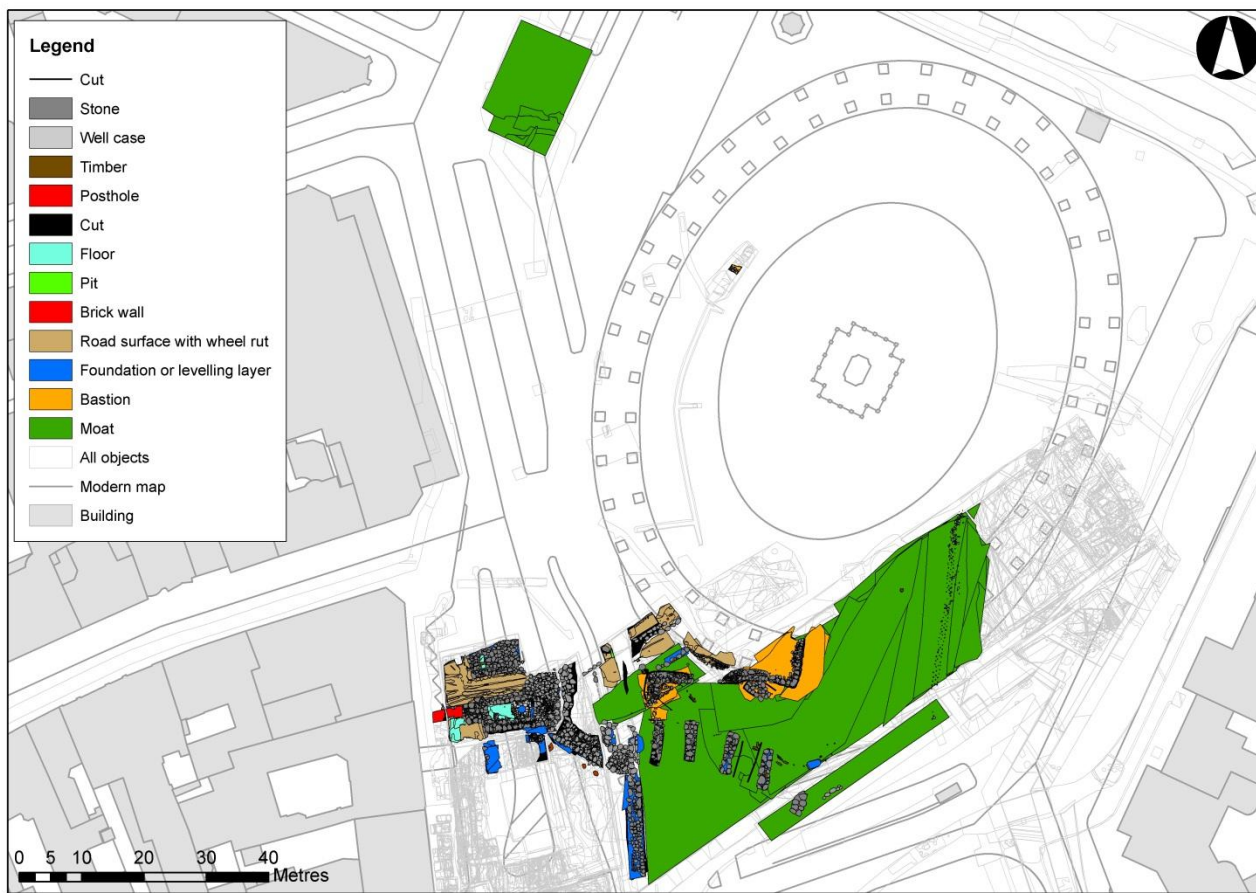 Legend
Cut
Stone
Well case
Timber
Posthole
Cut
Floor
Pit
Brick wall
Road surface with wheel rut
Foundation or levelling layer
Bastion
Moat
All objects
Modern map
Building
0 5 10 20 30 40
Metres